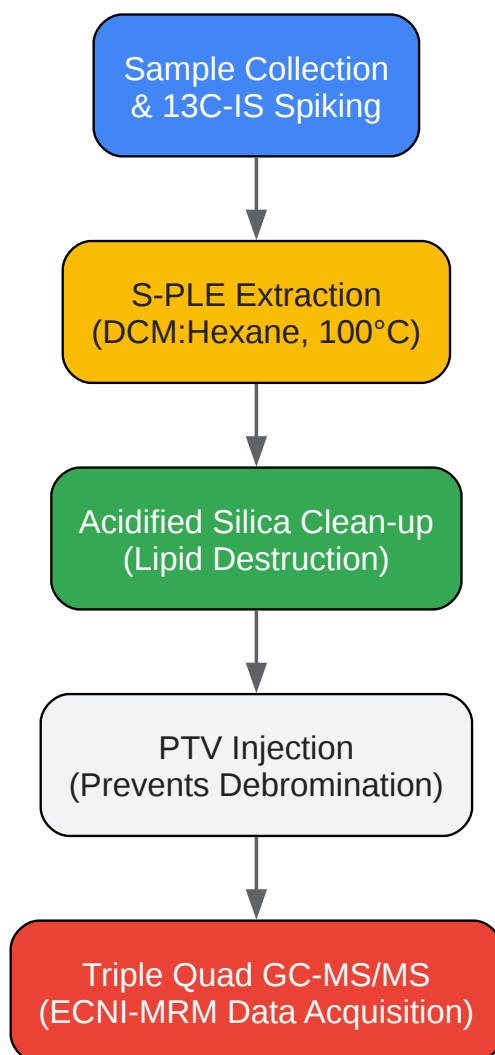 Sample Collection
& 13C-IS Spiking
S-PLE Extraction
(DCM:Hexane, 100°C)
Acidified Silica Clean-up
(Lipid Destruction)
PTV Injection
(Prevents Debromination)
Triple Quad GC-MS/MS
(ECNI-MRM Data Acquisition)